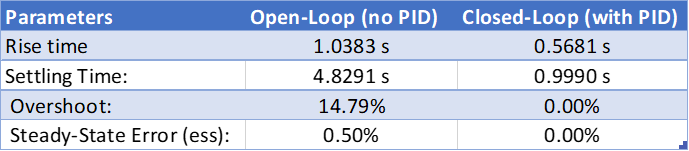 Parameters Open-Loop (no PID) Closed-Loop (with PID)
Rise time 1.0383 s 0.5681 s
Settling Time: 4.8291 s 0.9990 s
Overshoot: 14.79% 0.00%
Steady-State Error (ess): 0.50% 0.00%